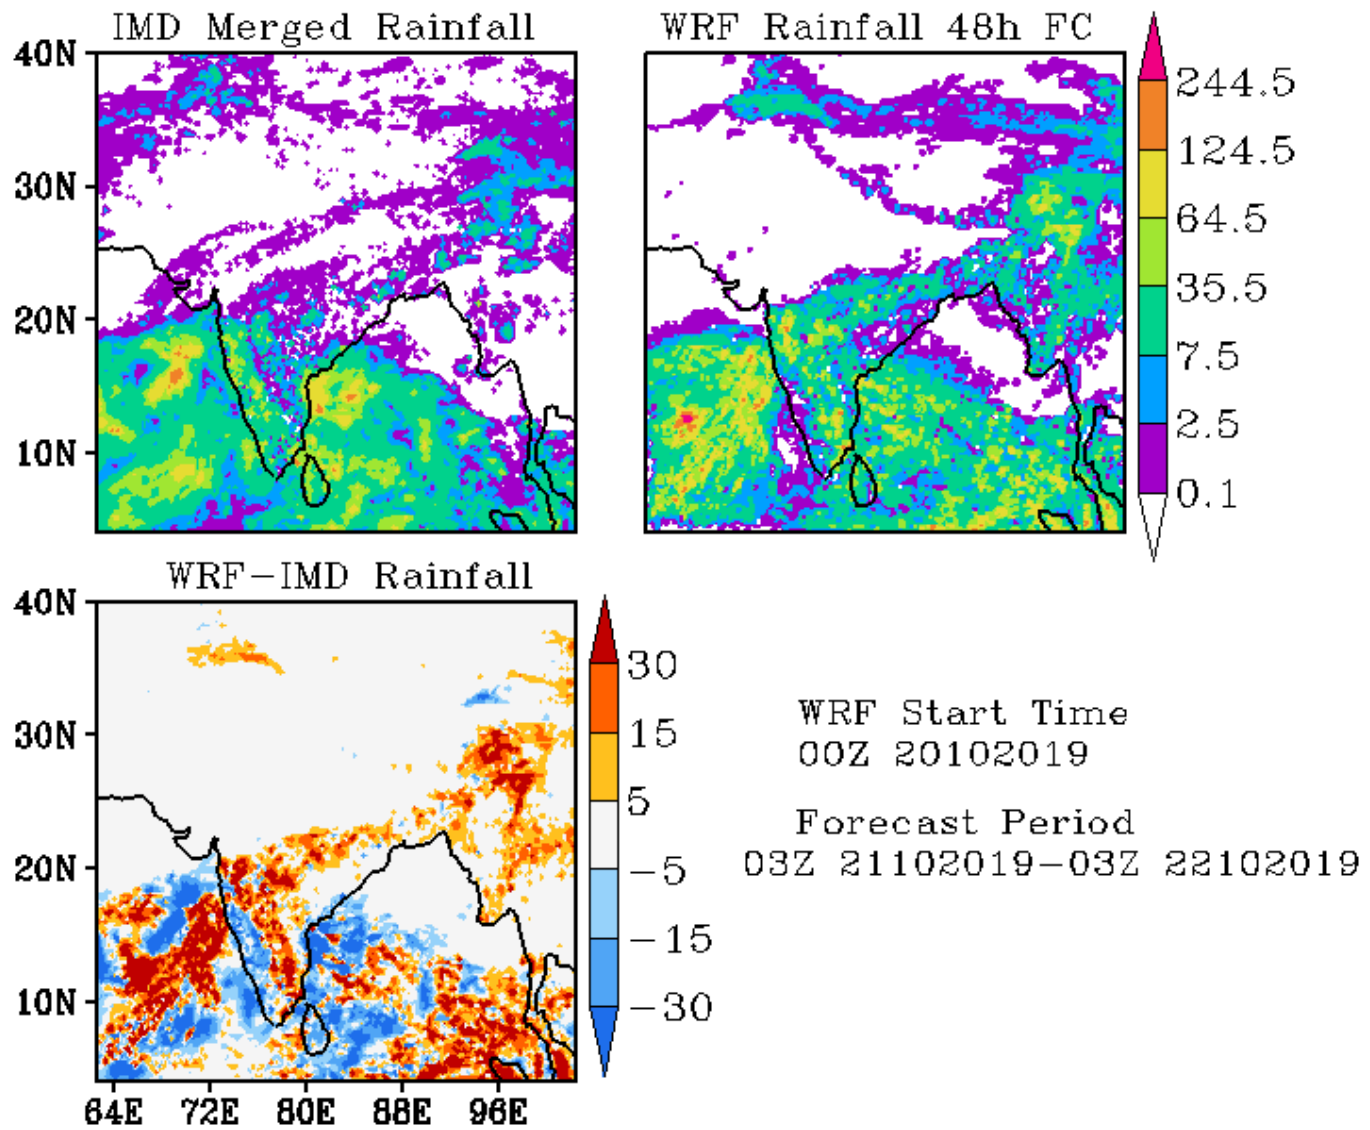 IMD Merged Rainfall
WRF Rainfall 48h FC
40N
30N
20N
10N
244.5
124.5
64.5
35.5
7.5
2.5
0.1
WRF-IMD Rainfall
40N
30N
20N
10N
64E 72E 80E 88E 96E
30
15
5
-5
-15
-30
WRF Start Time
00Z 20102019
Forecast Period
03Z 21102019-03Z 22102019